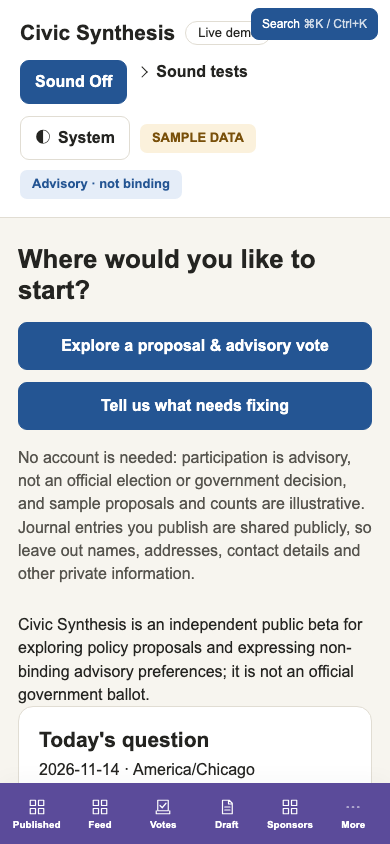 Civic Synthesis
Live dem
Search ⌘K / Ctrl+K
Sound Off
Sound tests
System
SAMPLE DATA
Advisory · not binding
Where would you like to
start?
Explore a proposal & advisory vote
Tell us what needs fixing
No account is needed: participation is advisory,
not an official election or government decision,
and sample proposals and counts are illustrative.
Journal entries you publish are shared publicly, so
leave out names, addresses, contact details and
other private information.
Civic Synthesis is an independent public beta for
exploring policy proposals and expressing non-
binding advisory preferences; it is not an official
government ballot.
Today's question
2026-11-14 · America/Chicago
Published
Feed
Votes
Draft
Sponsors
More